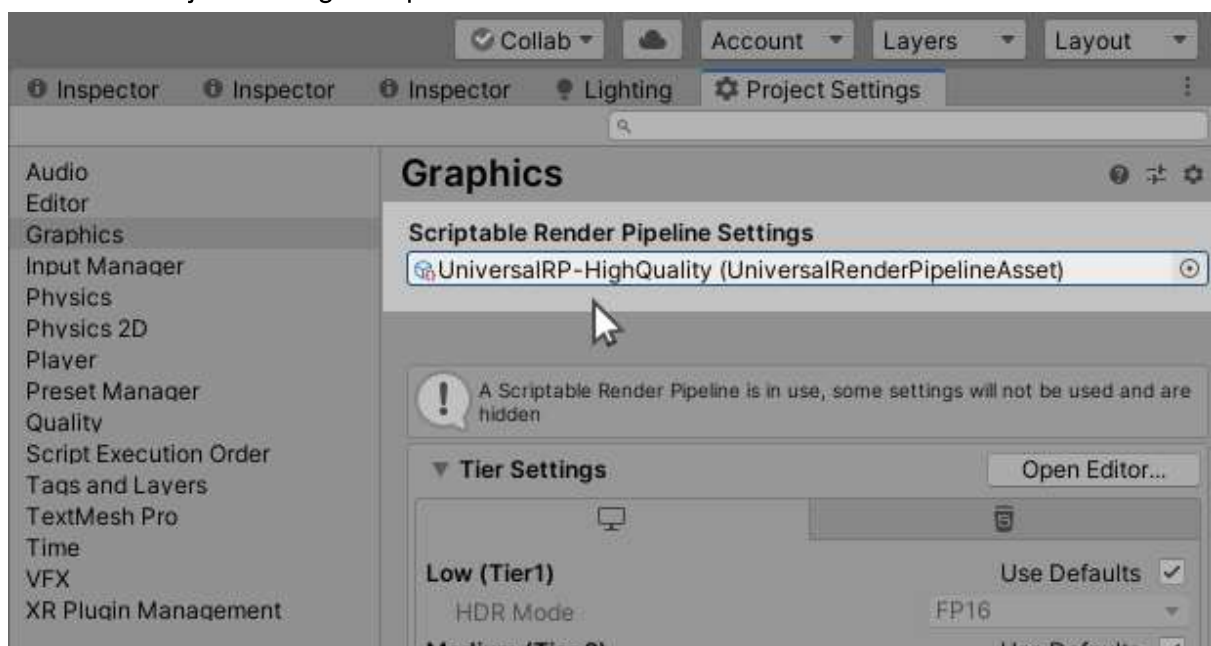 Collab
Account
Layers
Layout
Inspector
Inspector
Inspector
Lighting
Project Settings
Audio
Editor
Graphics
Input Manager
Physics
Physics 2D
Player
Preset Manager
Quality
Script Execution Order
Tags and Layers
TextMesh Pro
Time
VFX
XR Plugin Management
Graphics
Scriptable Render Pipeline Settings
UniversalRP-HighQuality (UniversalRenderPipelineAsset)
A Scriptable Render Pipeline is in use, some settings will not be used and are
hidden
Tier Settings
Open Editor...
Low (Tier1)
Use Defaults
HDR Mode
FP16